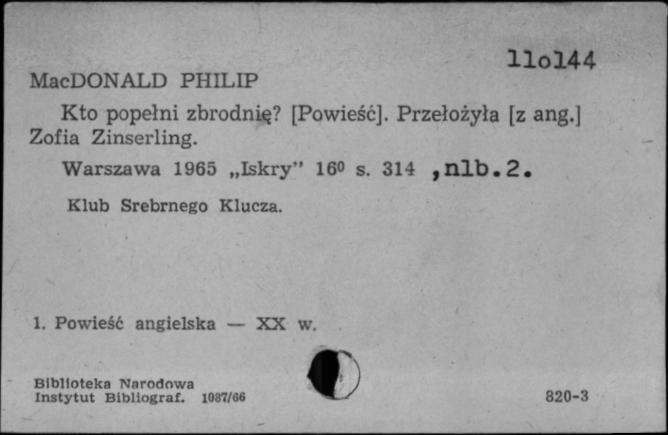 11o144
MacDONALD PHILIP
Kto popełni zbrodnię? [Powieść]. Przełożyła [z ang.]
Zofia Zinserling.
Warszawa 1965 „Iskry” 16⁰ s. 314 ,nlb.2.
Klub Srebrnego Klucza.
1. Powieść angielska — XX w.
Biblioteka Narodowa
Instytut Bibliograf. 1087/66
820-3